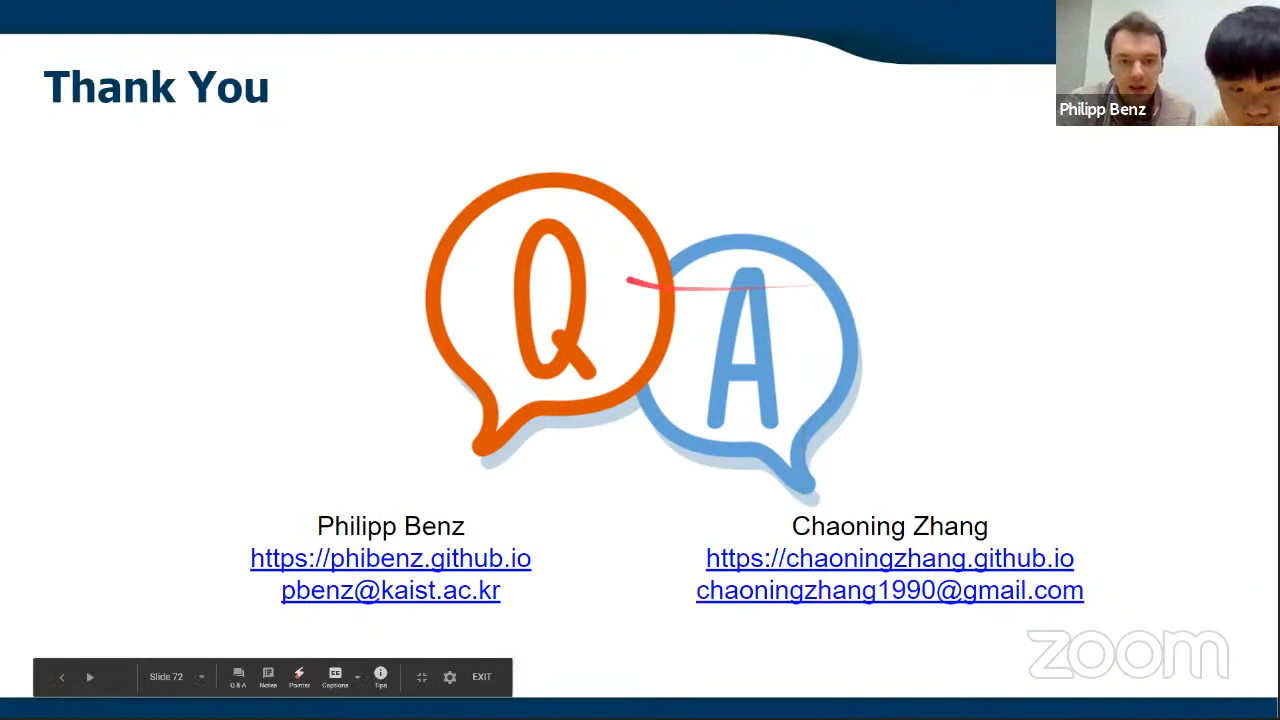 Thank You
Philipp Benz
Q
A
Philipp Benz
https://phibenz.github.io
pbenz@kaist.ac.kr
Chaoning Zhang
https://chaoningzhang.github.io
chaoningzhang1990@gmail.com
zoom
Slide 72
Q & A
Notes
Pointer
CC
Captions
Tips
EXIT